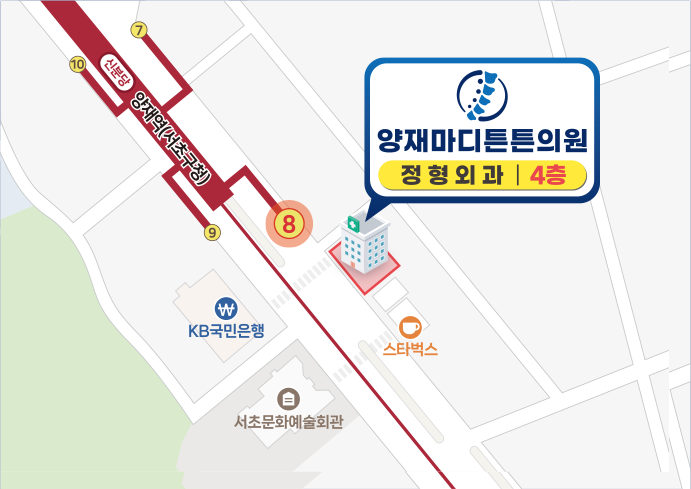 7
10
신분당
양재역(서초구청)
양재마디튼튼의원
정형외과 | 4층
8
9
₩
KB국민은행
스타벅스
서초문화예술회관